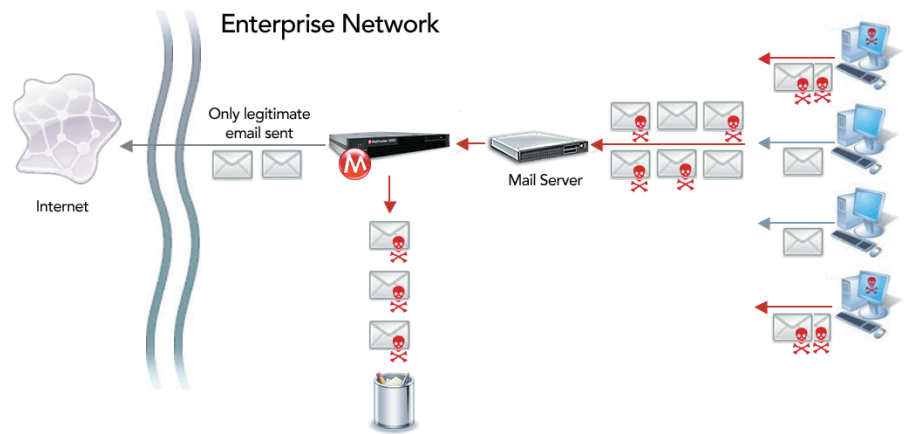 Enterprise Network
Only legitimate
email sent
M
Mail Server
Internet